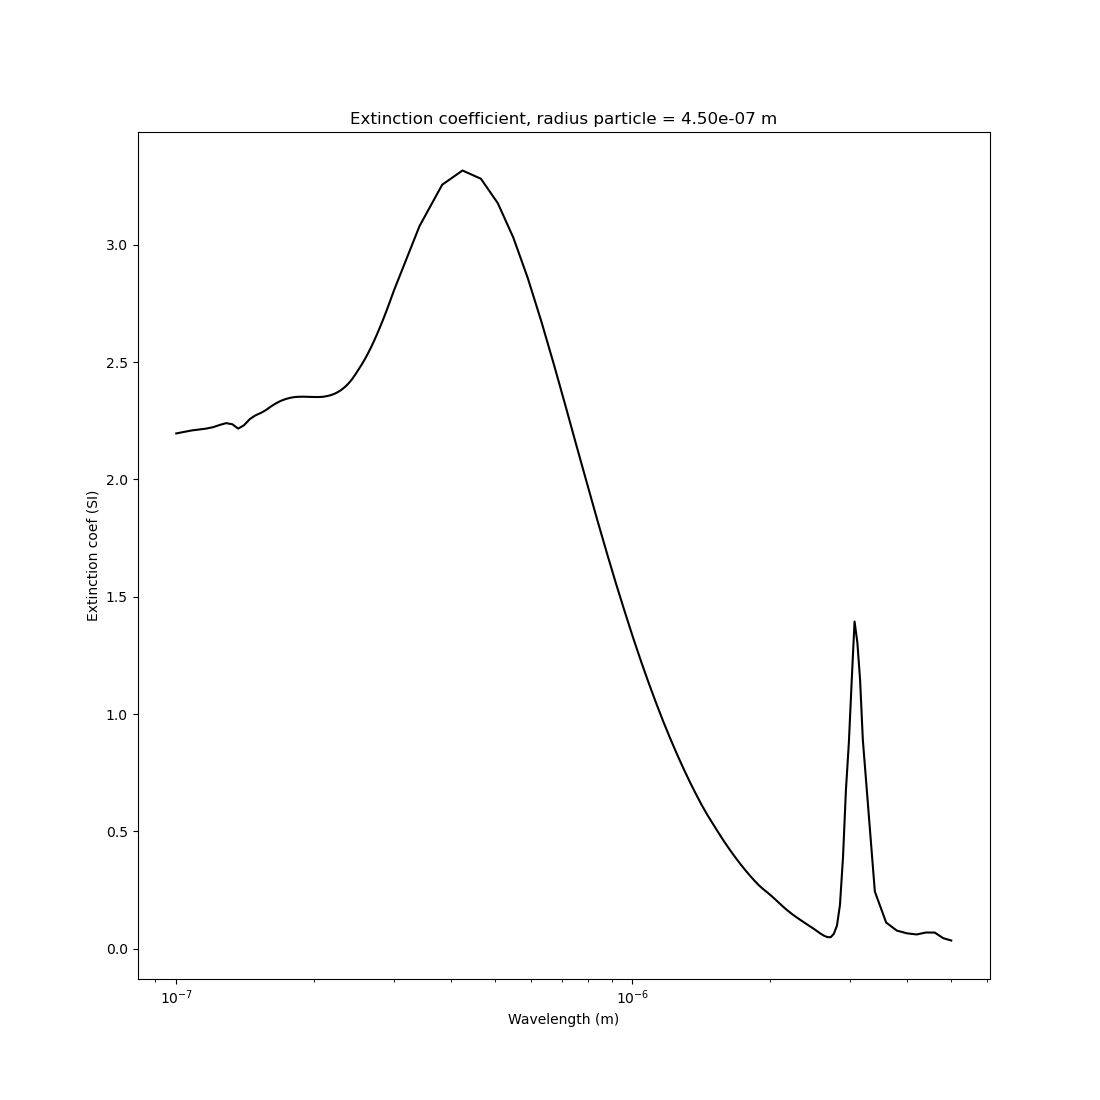 Extinction coefficient, radius particle = 4.50e-07 m
3.0
2.5
2.0
1.5
1.0
0.5
0.0
Extinction coef (SI)
10⁻⁷ 10⁻⁶
Wavelength (m)